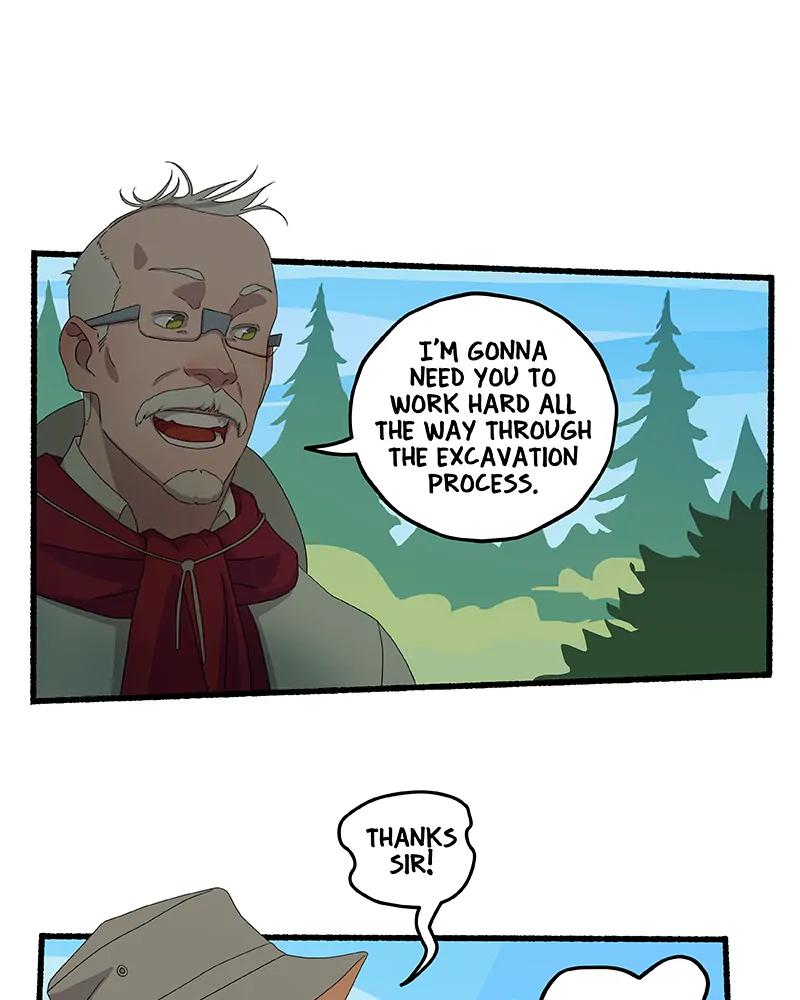 I'M GONNA
NEED YOU TO
WORK HARD ALL
THE WAY THROUGH
THE EXCAVATION
PROCESS.
THANKS
SIR!